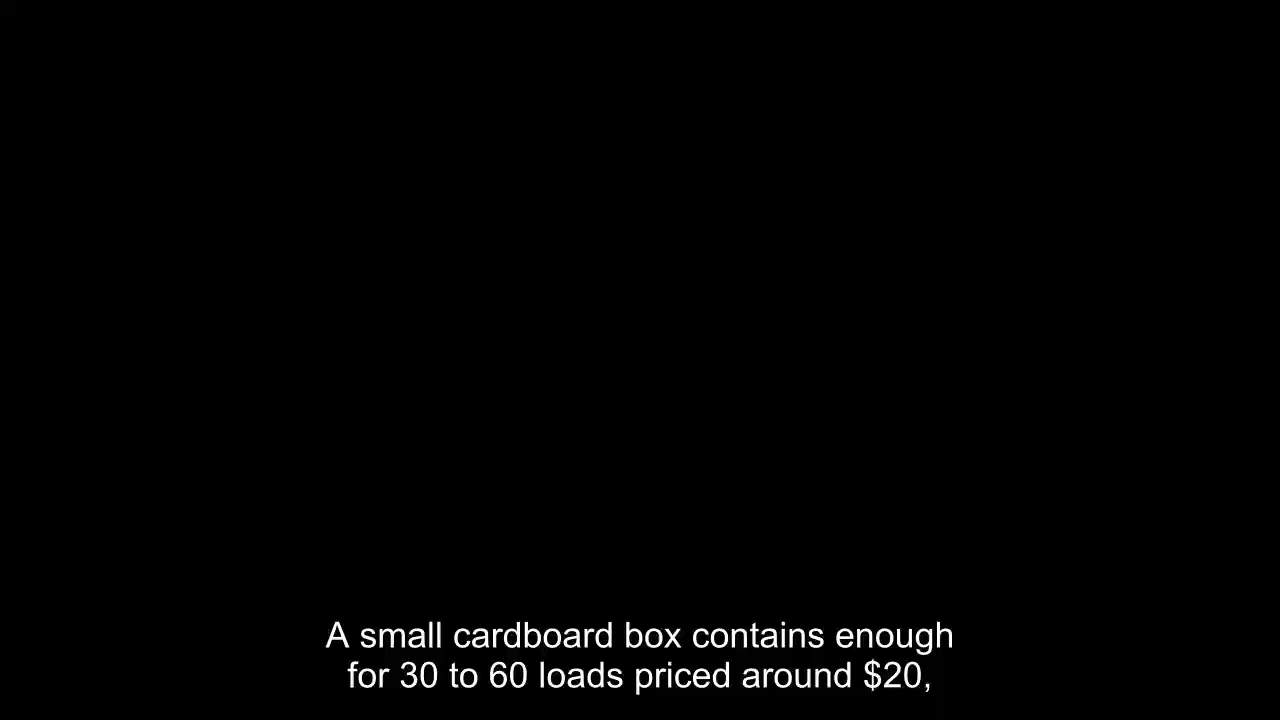 A small cardboard box contains enough
for 30 to 60 loads priced around $20,